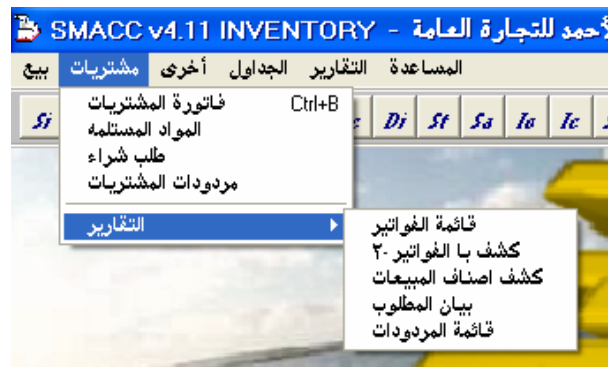 SMACC v4.11 INVENTORY - الأحمد للتجارة العامة
بيع مشتريات أخرى الجداول التقارير المساعدة
Si Di St Sa Ia Ic
فاتورة المشتريات Ctrl+B
المواد المستلمه
طلب شراء
مردودات المشتريات
التقارير
قائمة الفواتير
كشف با الفواتير -٢
كشف اصناف المبيعات
بيان المطلوب
قائمة المردودات